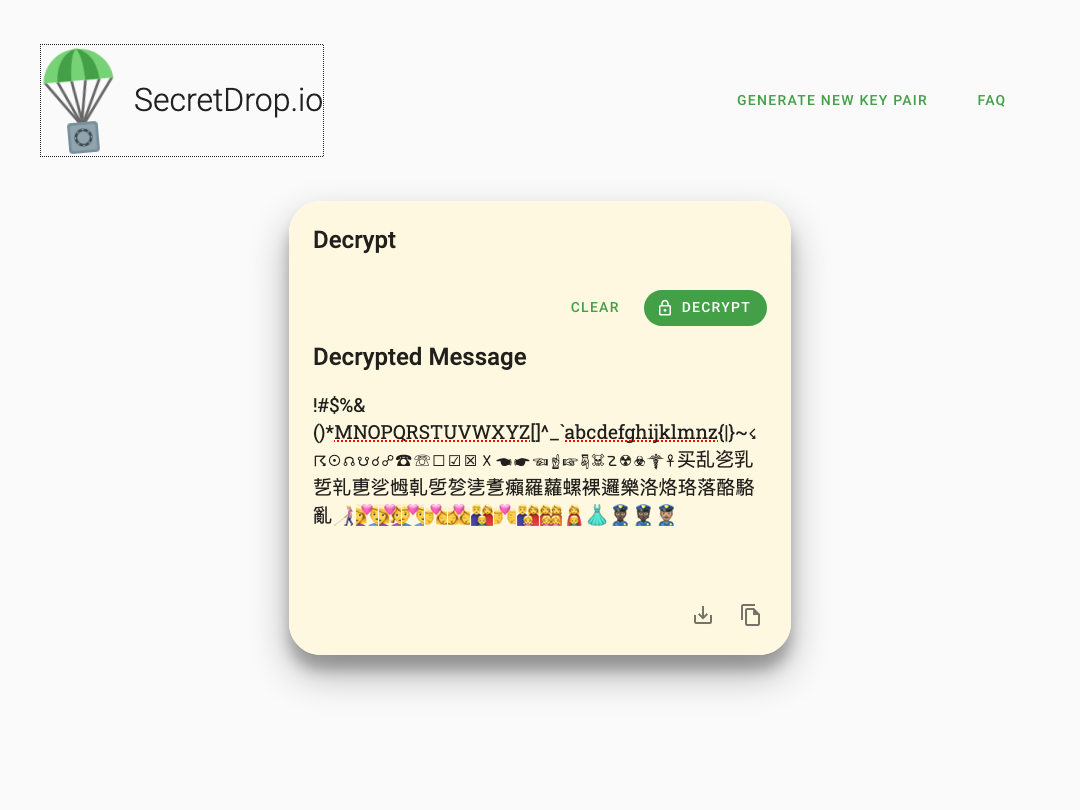 SecretDrop.io
GENERATE NEW KEY PAIR
FAQ
Decrypt
CLEAR
DECRYPT
Decrypted Message
!#$%&
()*MNOPQRSTUVWXYZ[]^_`abcdefghijklmnz{|}~☇
☈☉☊☋☌☍☎☏☐☑☒☓☚☛☜☝☞☟☠☡☢☣☤☥买乱乲乳
乴乵乶乷乸乹乺乻乼乽癩羅蘿螺裸邏樂洛烙珞落酪駱
亂